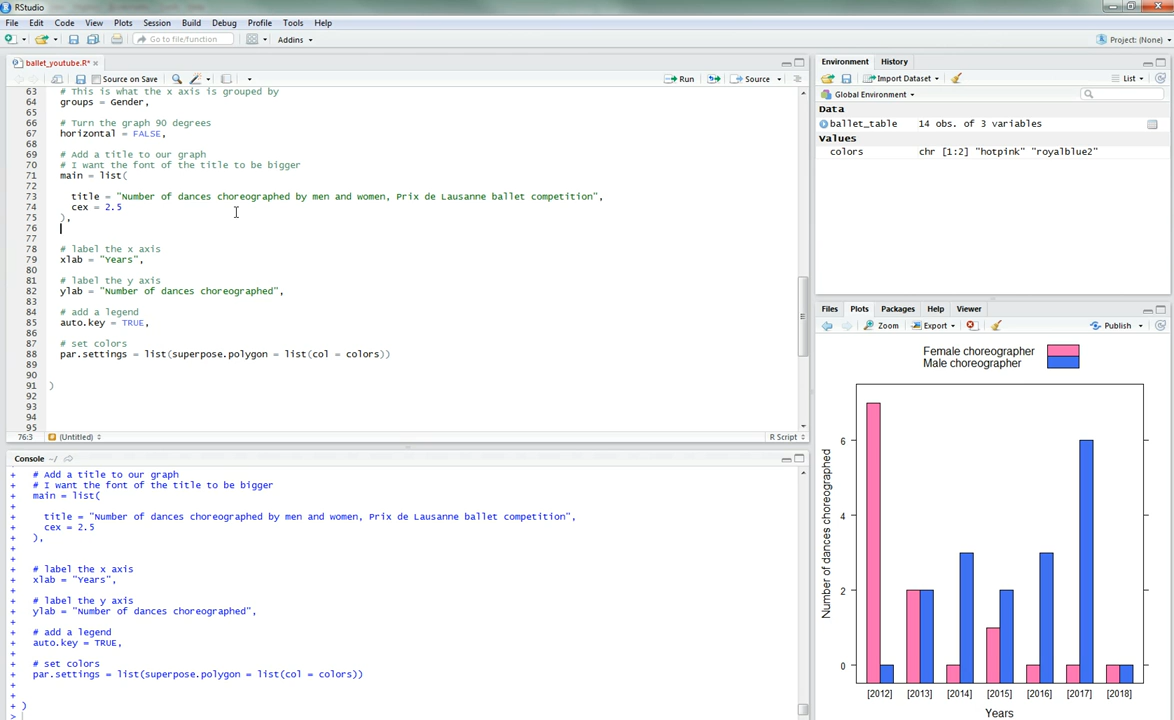 RStudio
File Edit Code View Plots Session Build Debug Profile Tools Help
Go to file/function Addins Project: (None)
ballet_youtube.R*
Source on Save Run Source
63 # This is what the x axis is grouped by
64 groups = Gender,
65
66 # Turn the graph 90 degrees
67 horizontal = FALSE,
68
69 # Add a title to our graph
70 # I want the font of the title to be bigger
71 main = list(
72
73 title = "Number of dances choreographed by men and women, Prix de Lausanne ballet competition",
74 cex = 2.5
75 ),
76
77
78 # label the x axis
79 xlab = "Years",
80
81 # label the y axis
82 ylab = "Number of dances choreographed",
83
84 # add a legend
85 auto.key = TRUE,
86
87 # set colors
88 par.settings = list(superpose.polygon = list(col = colors))
89
90
91 )
92
93
94
95
76:3 (Untitled) R Script
Console ~/
+ # Add a title to our graph
+ # I want the font of the title to be bigger
+ main = list(
+
+ title = "Number of dances choreographed by men and women, Prix de Lausanne ballet competition",
+ cex = 2.5
+ ),
+
+
+ # label the x axis
+ xlab = "Years",
+
+ # label the y axis
+ ylab = "Number of dances choreographed",
+
+ # add a legend
+ auto.key = TRUE,
+
+ # set colors
+ par.settings = list(superpose.polygon = list(col = colors))
+
+
+ )
>
Environment History
Import Dataset List
Global Environment
Data
ballet_table 14 obs. of 3 variables
Values
colors chr [1:2] "hotpink" "royalblue2"
Files Plots Packages Help Viewer
Zoom Export Publish
Female choreographer
Male choreographer
Number of dances choreographed
6
4
2
0
[2012] [2013] [2014] [2015] [2016] [2017] [2018]
Years